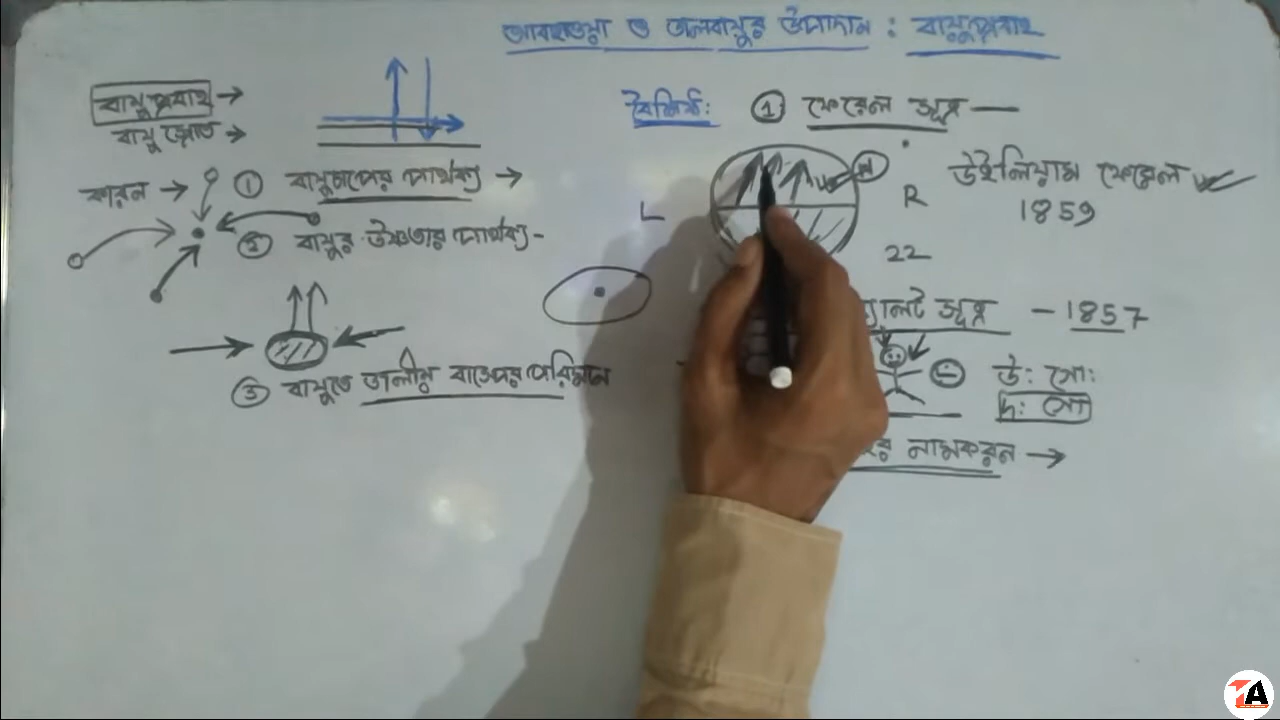 আবহাওয়া ও জলবায়ুর উপাদান : বায়ুপ্রবাহ
বায়ুপ্রবাহ →
বায়ুস্রোত →
কারন →
① বায়ুচাপের পার্থক্য →
② বায়ুর উষ্ণতার পার্থক্য -
③ বায়ুতে জলীয় বাষ্পের পরিমান
বৈশিষ্ট্য:
① ফেরেল সূত্র —
উইলিয়াম ফেরেল
1859
L
R
22
সূত্র - 1857
উ: গো:
দ: গো
নামকরন →
TA